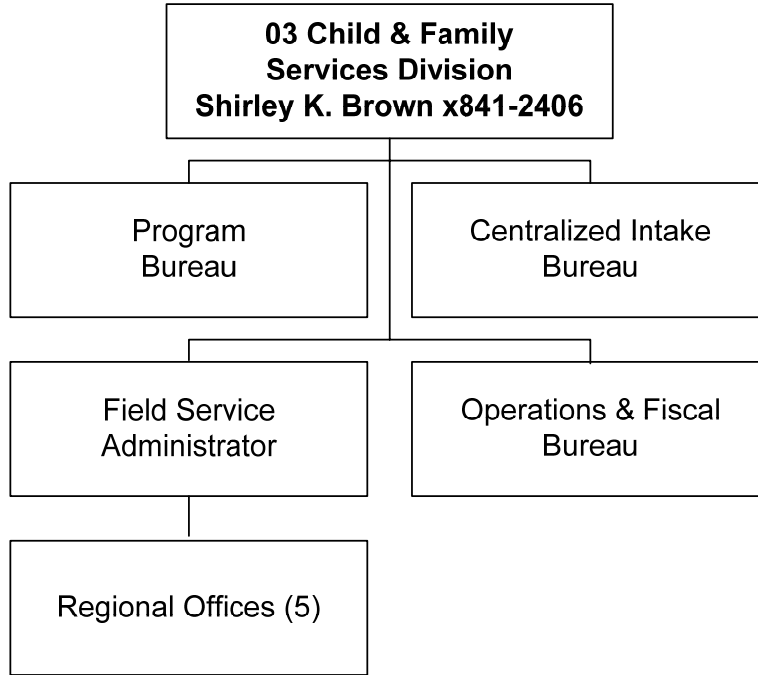 03 Child & Family
Services Division
Shirley K. Brown x841-2406
Program
Bureau
Centralized Intake
Bureau
Field Service
Administrator
Operations & Fiscal
Bureau
Regional Offices (5)